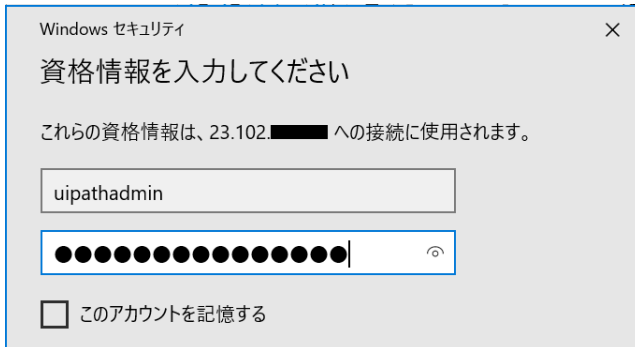 Windows セキュリティ
資格情報を入力してください
これらの資格情報は、23.102. への接続に使用されます。
uipathadmin
●●●●●●●●●●●●●●●
このアカウントを記憶する